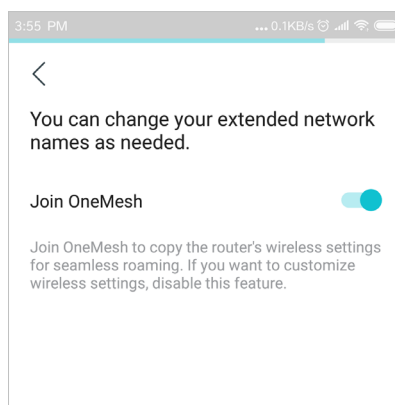 3:55 PM ... 0.1KB/s
You can change your extended network
names as needed.
Join OneMesh
Join OneMesh to copy the router's wireless settings
for seamless roaming. If you want to customize
wireless settings, disable this feature.